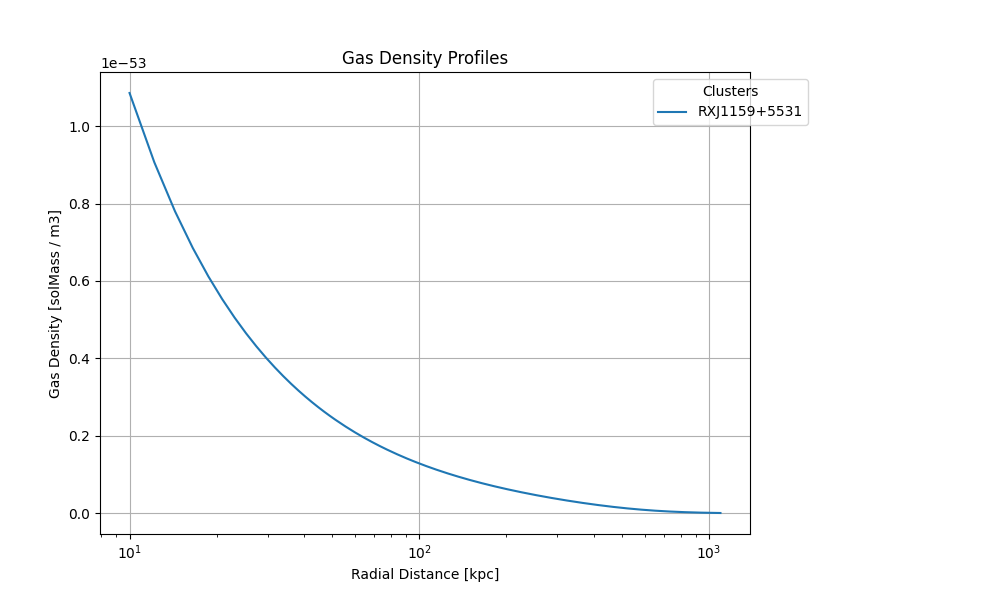 Gas Density Profiles
1e−53
Clusters
RXJ1159+5531
1.0
0.8
0.6
0.4
0.2
0.0
Gas Density [solMass / m3]
10¹ 10² 10³
Radial Distance [kpc]